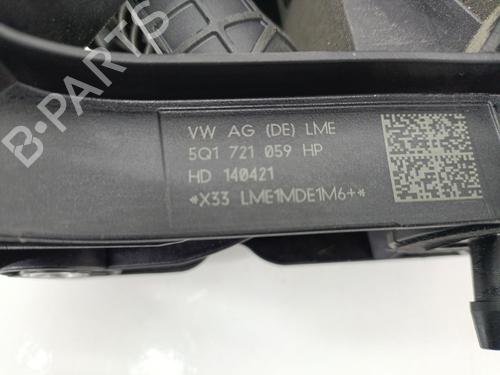 VW AG (DE) LME
5Q1 721 059 HP
HD 140421
*X33 LME1MDE1M6+*
B-PARTS